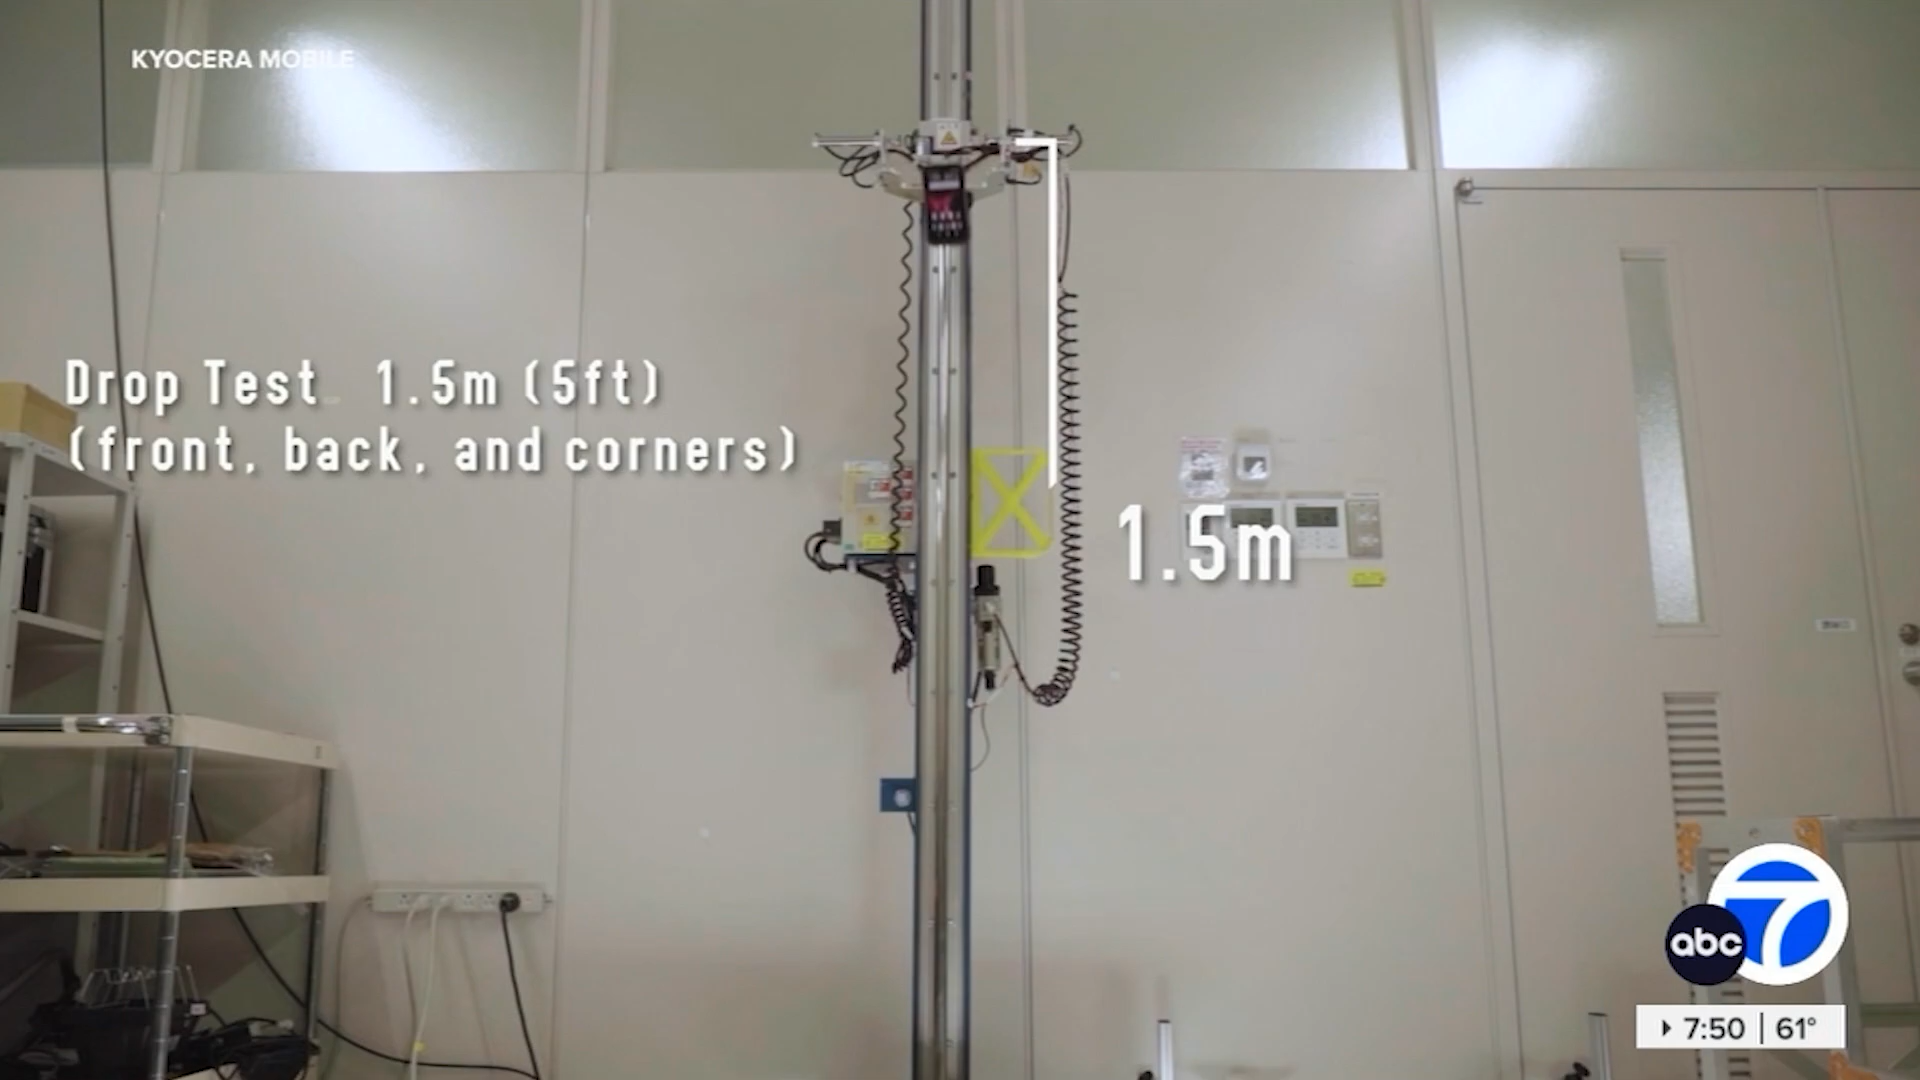 KYOCERA MOBILE
Drop Test 1.5m (5ft)
(front, back, and corners)
1.5m
abc 7
7:50 | 61°